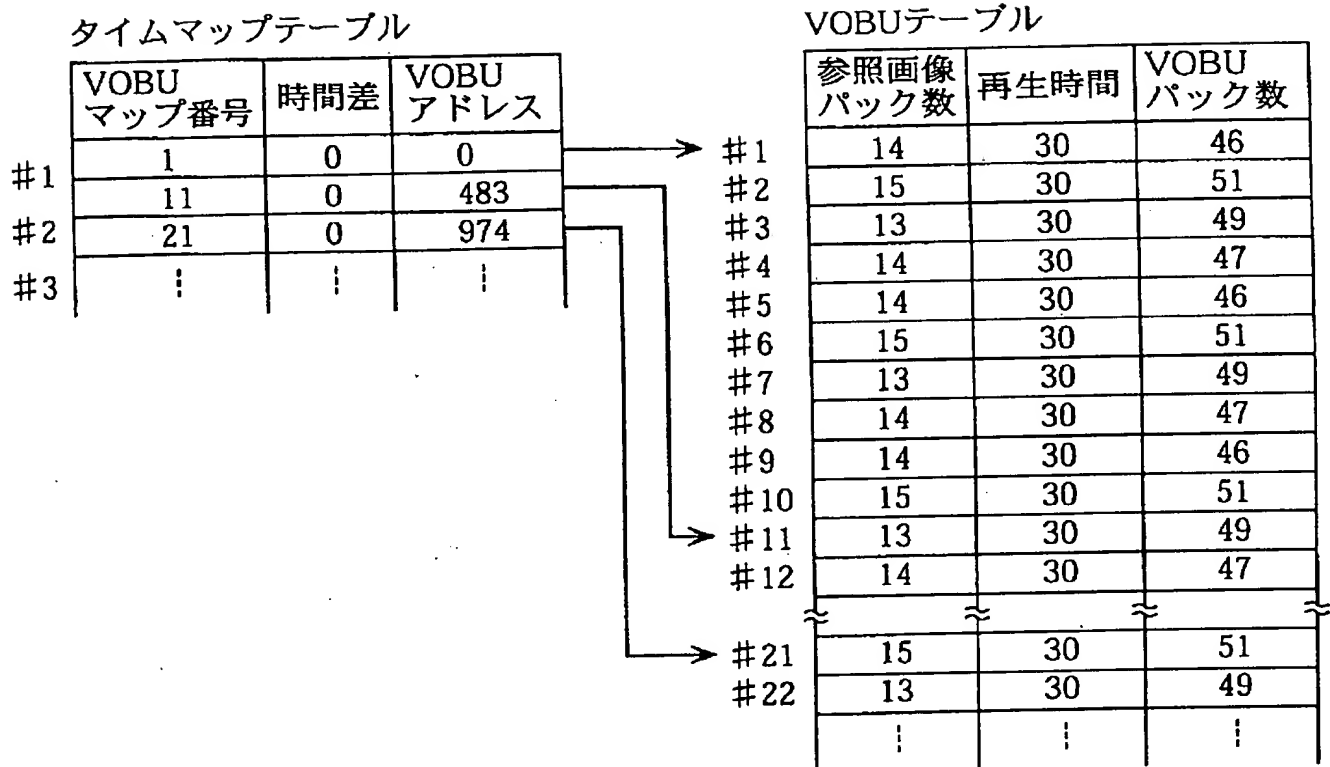 タイムマップテーブル
VOBU
マップ番号
時間差
VOBU
アドレス
#1 1 0 0
#2 11 0 483
#3 21 0 974
VOBUテーブル
参照画像
パック数
再生時間
VOBU
パック数
#1 14 30 46
#2 15 30 51
#3 13 30 49
#4 14 30 47
#5 14 30 46
#6 15 30 51
#7 13 30 49
#8 14 30 47
#9 14 30 46
#10 15 30 51
#11 13 30 49
#12 14 30 47
#21 15 30 51
#22 13 30 49